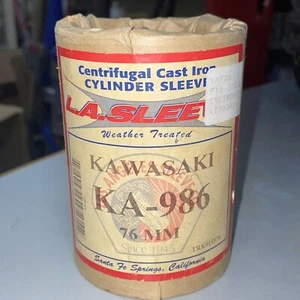 Centrifugal Cast Iron
CYLINDER SLEEVE
L.A. SLEEVE
Weather Treated
KAWASAKI
KA-986
76 MM
Since 1945
Santa Fe Springs, California